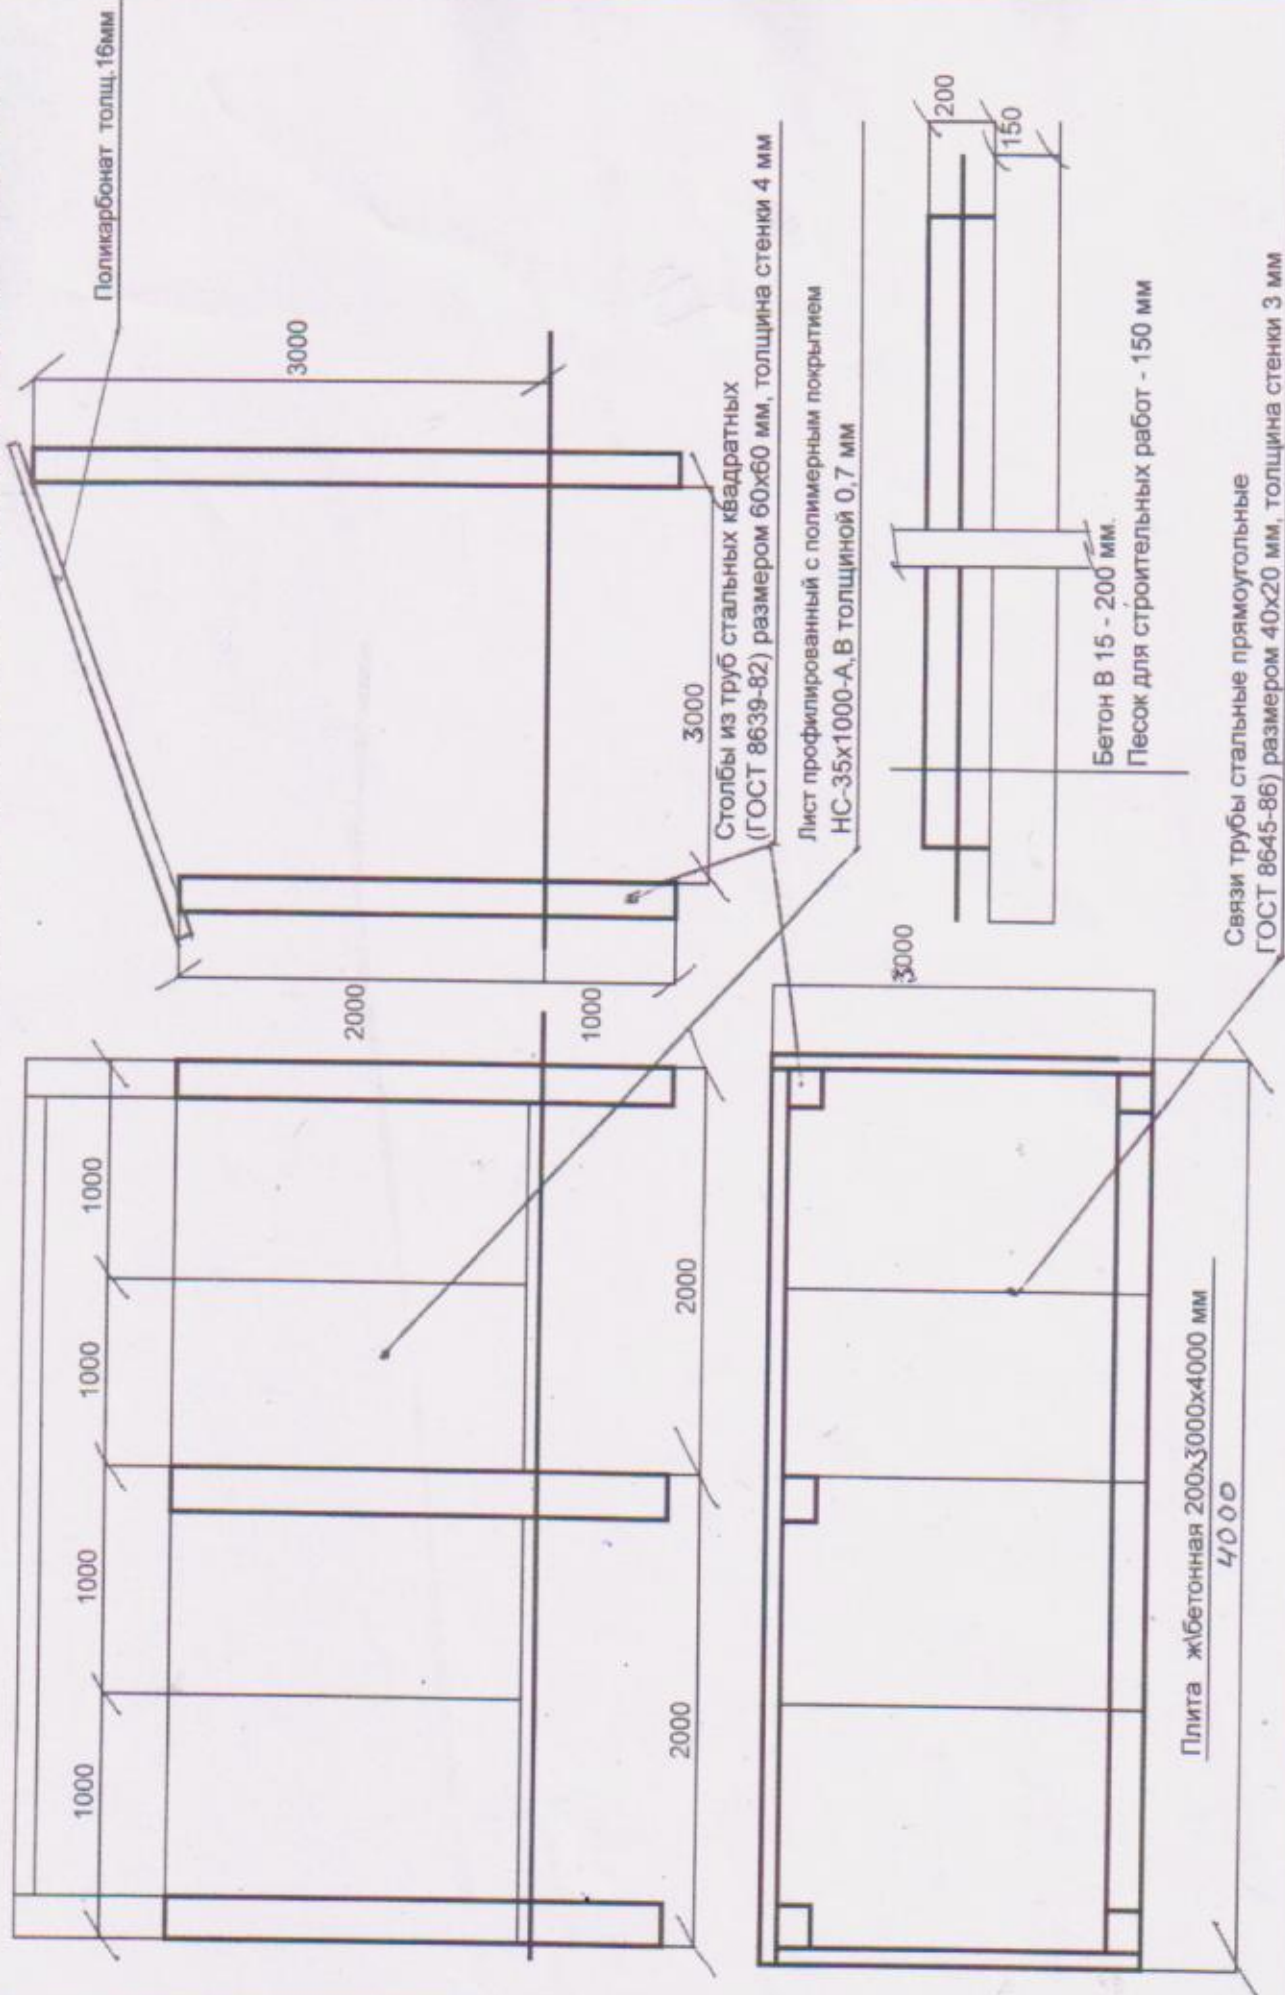 Поликарбонат толщ.16мм
3000
1000
1000
1000
1000
2000
1000
3000
2000
2000
Столбы из труб стальных квадратных
(ГОСТ 8639-82) размером 60х60 мм, толщина стенки 4 мм
Лист профилированный с полимерным покрытием
НС-35х1000-А,В толщиной 0,7 мм
3000
200
150
Бетон В 15 - 200 мм.
Песок для строительных работ - 150 мм
Связи трубы стальные прямоугольные
ГОСТ 8645-86) размером 40х20 мм, толщина стенки 3 мм
Плита ж\бетонная 200х3000х4000 мм
4000